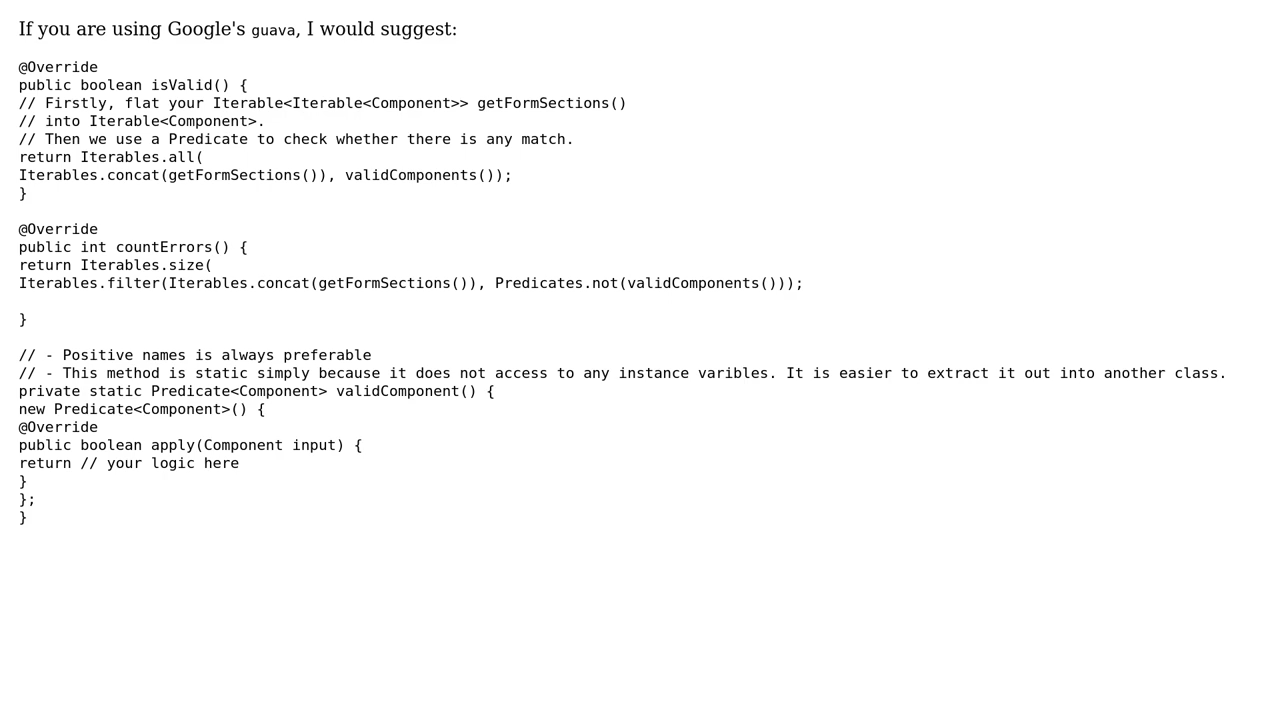 If you are using Google's guava, I would suggest:
@Override
public boolean isValid() {
// Firstly, flat your Iterable<Iterable<Component>> getFormSections()
// into Iterable<Component>.
// Then we use a Predicate to check whether there is any match.
return Iterables.all(
Iterables.concat(getFormSections()), validComponents());
}
@Override
public int countErrors() {
return Iterables.size(
Iterables.filter(Iterables.concat(getFormSections()), Predicates.not(validComponents()));
}
// - Positive names is always preferable
// - This method is static simply because it does not access to any instance varibles. It is easier to extract it out into another class.
private static Predicate<Component> validComponent() {
new Predicate<Component>() {
@Override
public boolean apply(Component input) {
return // your logic here
}
};
}